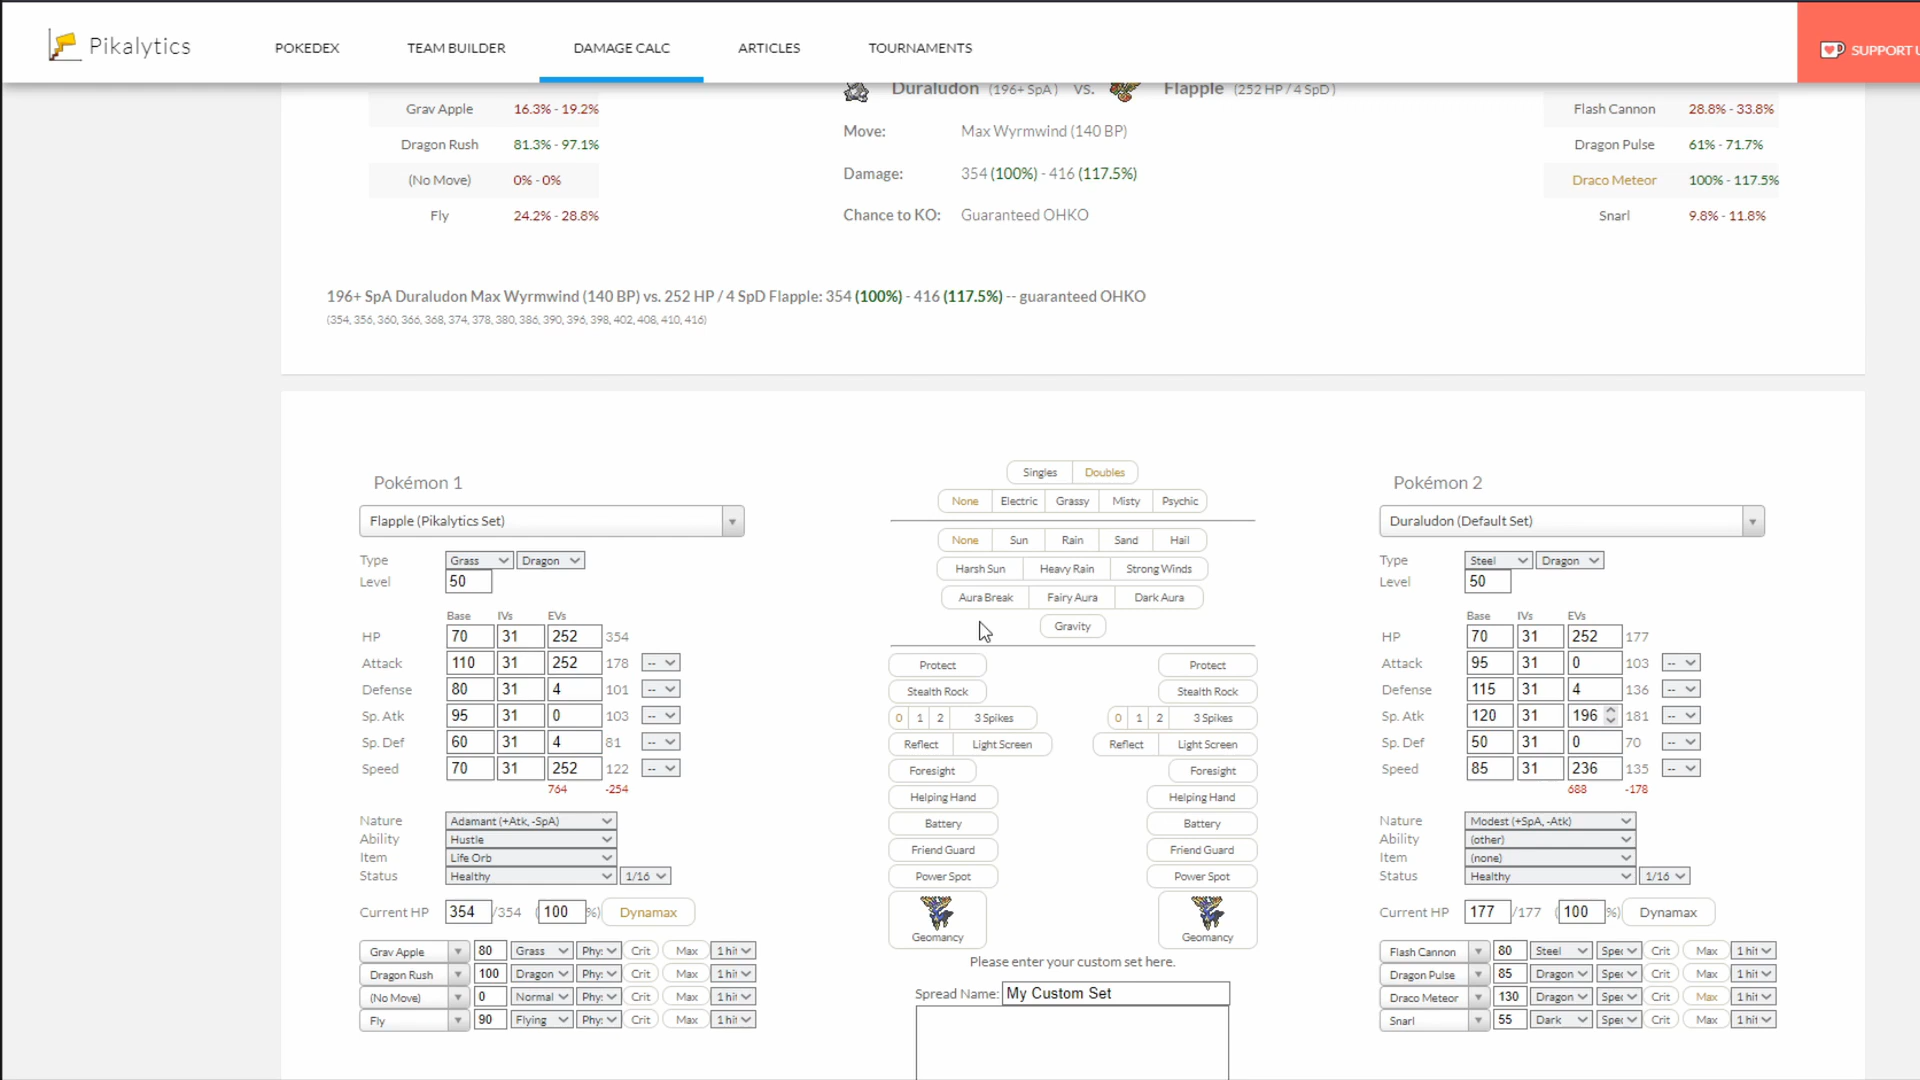 Pikalytics POKEDEX TEAM BUILDER DAMAGE CALC ARTICLES TOURNAMENTS SUPPORT U
Duraludon (196+ SpA ) vs. Flapple (252 HP / 4 SpD )
Grav Apple 16.3% - 19.2%
Dragon Rush 81.3% - 97.1%
(No Move) 0% - 0%
Fly 24.2% - 28.8%
Move: Max Wyrmwind (140 BP)
Damage: 354 (100%) - 416 (117.5%)
Chance to KO: Guaranteed OHKO
Flash Cannon 28.8% - 33.8%
Dragon Pulse 61% - 71.7%
Draco Meteor 100% - 117.5%
Snarl 9.8% - 11.8%
196+ SpA Duraludon Max Wyrmwind (140 BP) vs. 252 HP / 4 SpD Flapple: 354 (100%) - 416 (117.5%) -- guaranteed OHKO
(354, 356, 360, 366, 368, 374, 378, 380, 386, 390, 396, 398, 402, 408, 410, 416)
Pokémon 1
Flapple (Pikalytics Set)
Type Grass Dragon
Level 50
Base IVs EVs
HP 70 31 252 354
Attack 110 31 252 178 --
Defense 80 31 4 101 --
Sp. Atk 95 31 0 103 --
Sp. Def 60 31 4 81 --
Speed 70 31 252 122 --
764 -254
Nature Adamant (+Atk, -SpA)
Ability Hustle
Item Life Orb
Status Healthy 1/16
Current HP 354 /354 ( 100 %) Dynamax
Grav Apple 80 Grass Phy: Crit Max 1 hit
Dragon Rush 100 Dragon Phy: Crit Max 1 hit
(No Move) 0 Normal Phy: Crit Max 1 hit
Fly 90 Flying Phy: Crit Max 1 hit
Singles Doubles
None Electric Grassy Misty Psychic
None Sun Rain Sand Hail
Harsh Sun Heavy Rain Strong Winds
Aura Break Fairy Aura Dark Aura
Gravity
Protect Protect
Stealth Rock Stealth Rock
0 1 2 3 Spikes 0 1 2 3 Spikes
Reflect Light Screen Reflect Light Screen
Foresight Foresight
Helping Hand Helping Hand
Battery Battery
Friend Guard Friend Guard
Power Spot Power Spot
Geomancy Geomancy
Please enter your custom set here.
Spread Name: My Custom Set
Pokémon 2
Duraludon (Default Set)
Type Steel Dragon
Level 50
Base IVs EVs
HP 70 31 252 177
Attack 95 31 0 103 --
Defense 115 31 4 136 --
Sp. Atk 120 31 196 181 --
Sp. Def 50 31 0 70 --
Speed 85 31 236 135 --
688 -178
Nature Modest (+SpA, -Atk)
Ability (other)
Item (none)
Status Healthy 1/16
Current HP 177 /177 ( 100 %) Dynamax
Flash Cannon 80 Steel Spec Crit Max 1 hit
Dragon Pulse 85 Dragon Spec Crit Max 1 hit
Draco Meteor 130 Dragon Spec Crit Max 1 hit
Snarl 55 Dark Spec Crit Max 1 hit